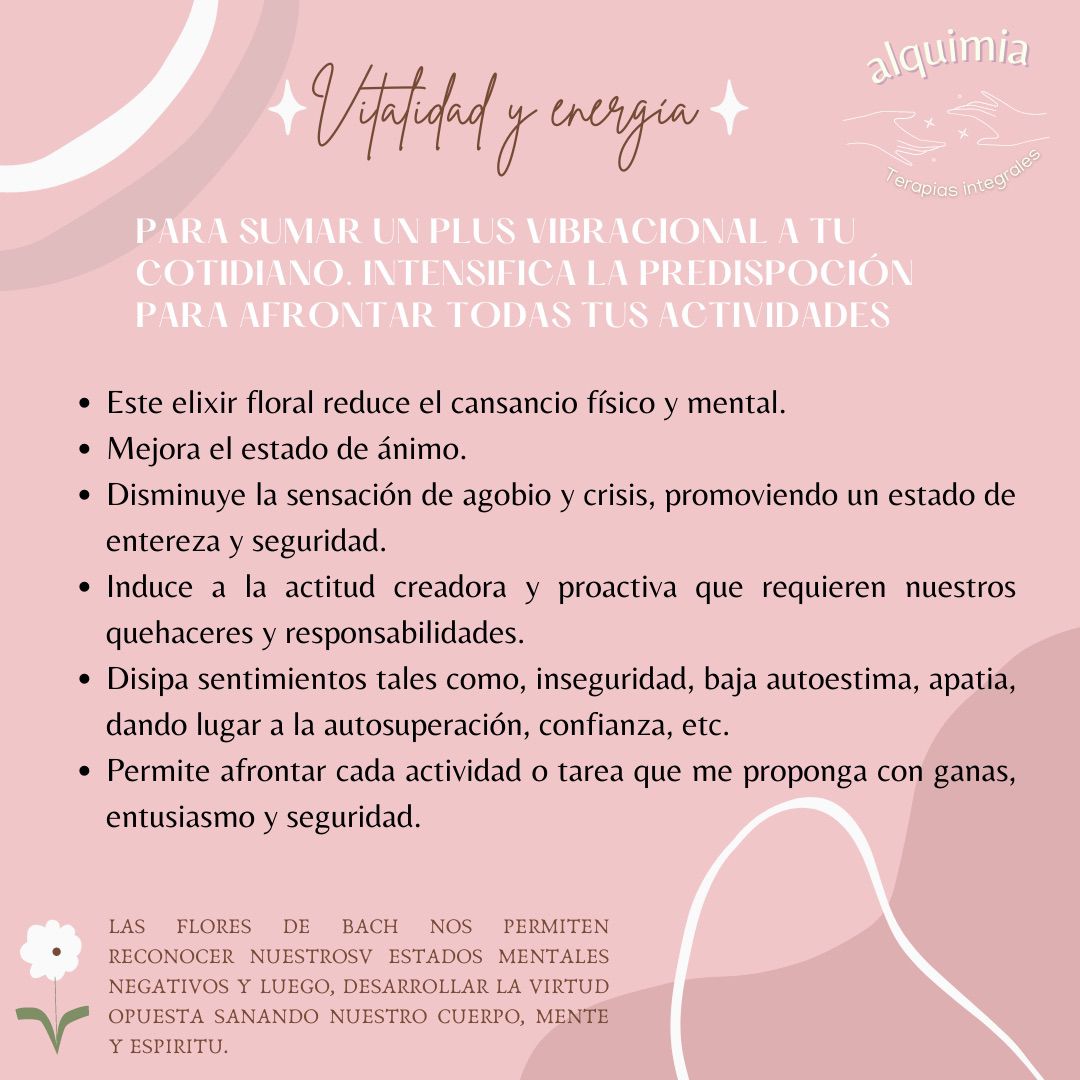 alquimia
Vitalidad y energía
Terapias integrales
PARA SUMAR UN PLUS VIBRACIONAL A TU
COTIDIANO. INTENSIFICA LA PREDISPOCIÓN
PARA AFRONTAR TODAS TUS ACTIVIDADES
• Este elixir floral reduce el cansancio físico y mental.
• Mejora el estado de ánimo.
• Disminuye la sensación de agobio y crisis, promoviendo un estado de
entereza y seguridad.
• Induce a la actitud creadora y proactiva que requieren nuestros
quehaceres y responsabilidades.
• Disipa sentimientos tales como, inseguridad, baja autoestima, apatia,
dando lugar a la autosuperación, confianza, etc.
• Permite afrontar cada actividad o tarea que me proponga con ganas,
entusiasmo y seguridad.
LAS FLORES DE BACH NOS PERMITEN
RECONOCER NUESTROSV ESTADOS MENTALES
NEGATIVOS Y LUEGO, DESARROLLAR LA VIRTUD
OPUESTA SANANDO NUESTRO CUERPO, MENTE
Y ESPIRITU.